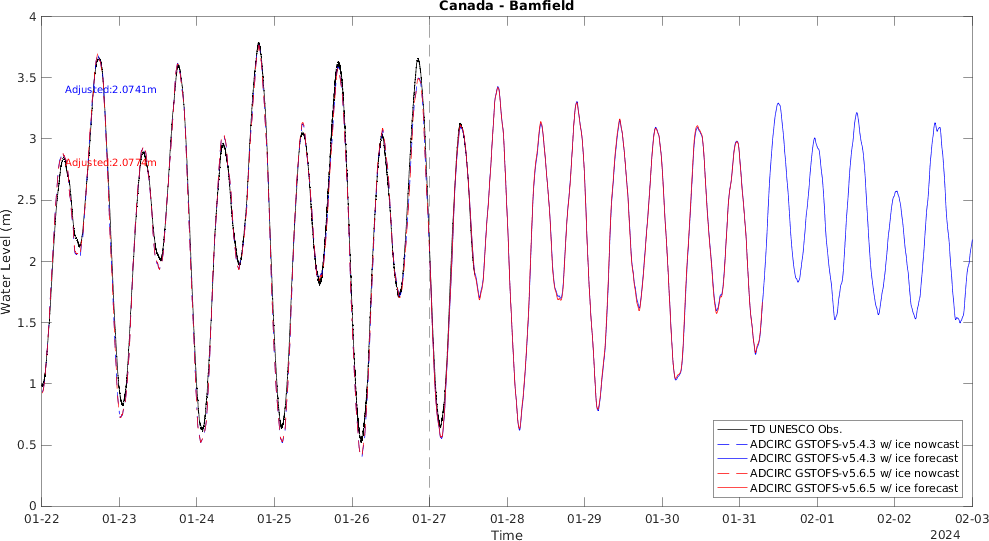 Canada - Bamfield
Water Level (m)
4
3.5
3
2.5
2
1.5
1
0.5
0
Adjusted:2.0741m
Adjusted:2.0774m
TD UNESCO Obs.
ADCIRC GSTOFS-v5.4.3 w/ ice nowcast
ADCIRC GSTOFS-v5.4.3 w/ ice forecast
ADCIRC GSTOFS-v5.6.5 w/ ice nowcast
ADCIRC GSTOFS-v5.6.5 w/ ice forecast
01-22 01-23 01-24 01-25 01-26 01-27 01-28 01-29 01-30 01-31 02-01 02-02 02-03
Time
2024